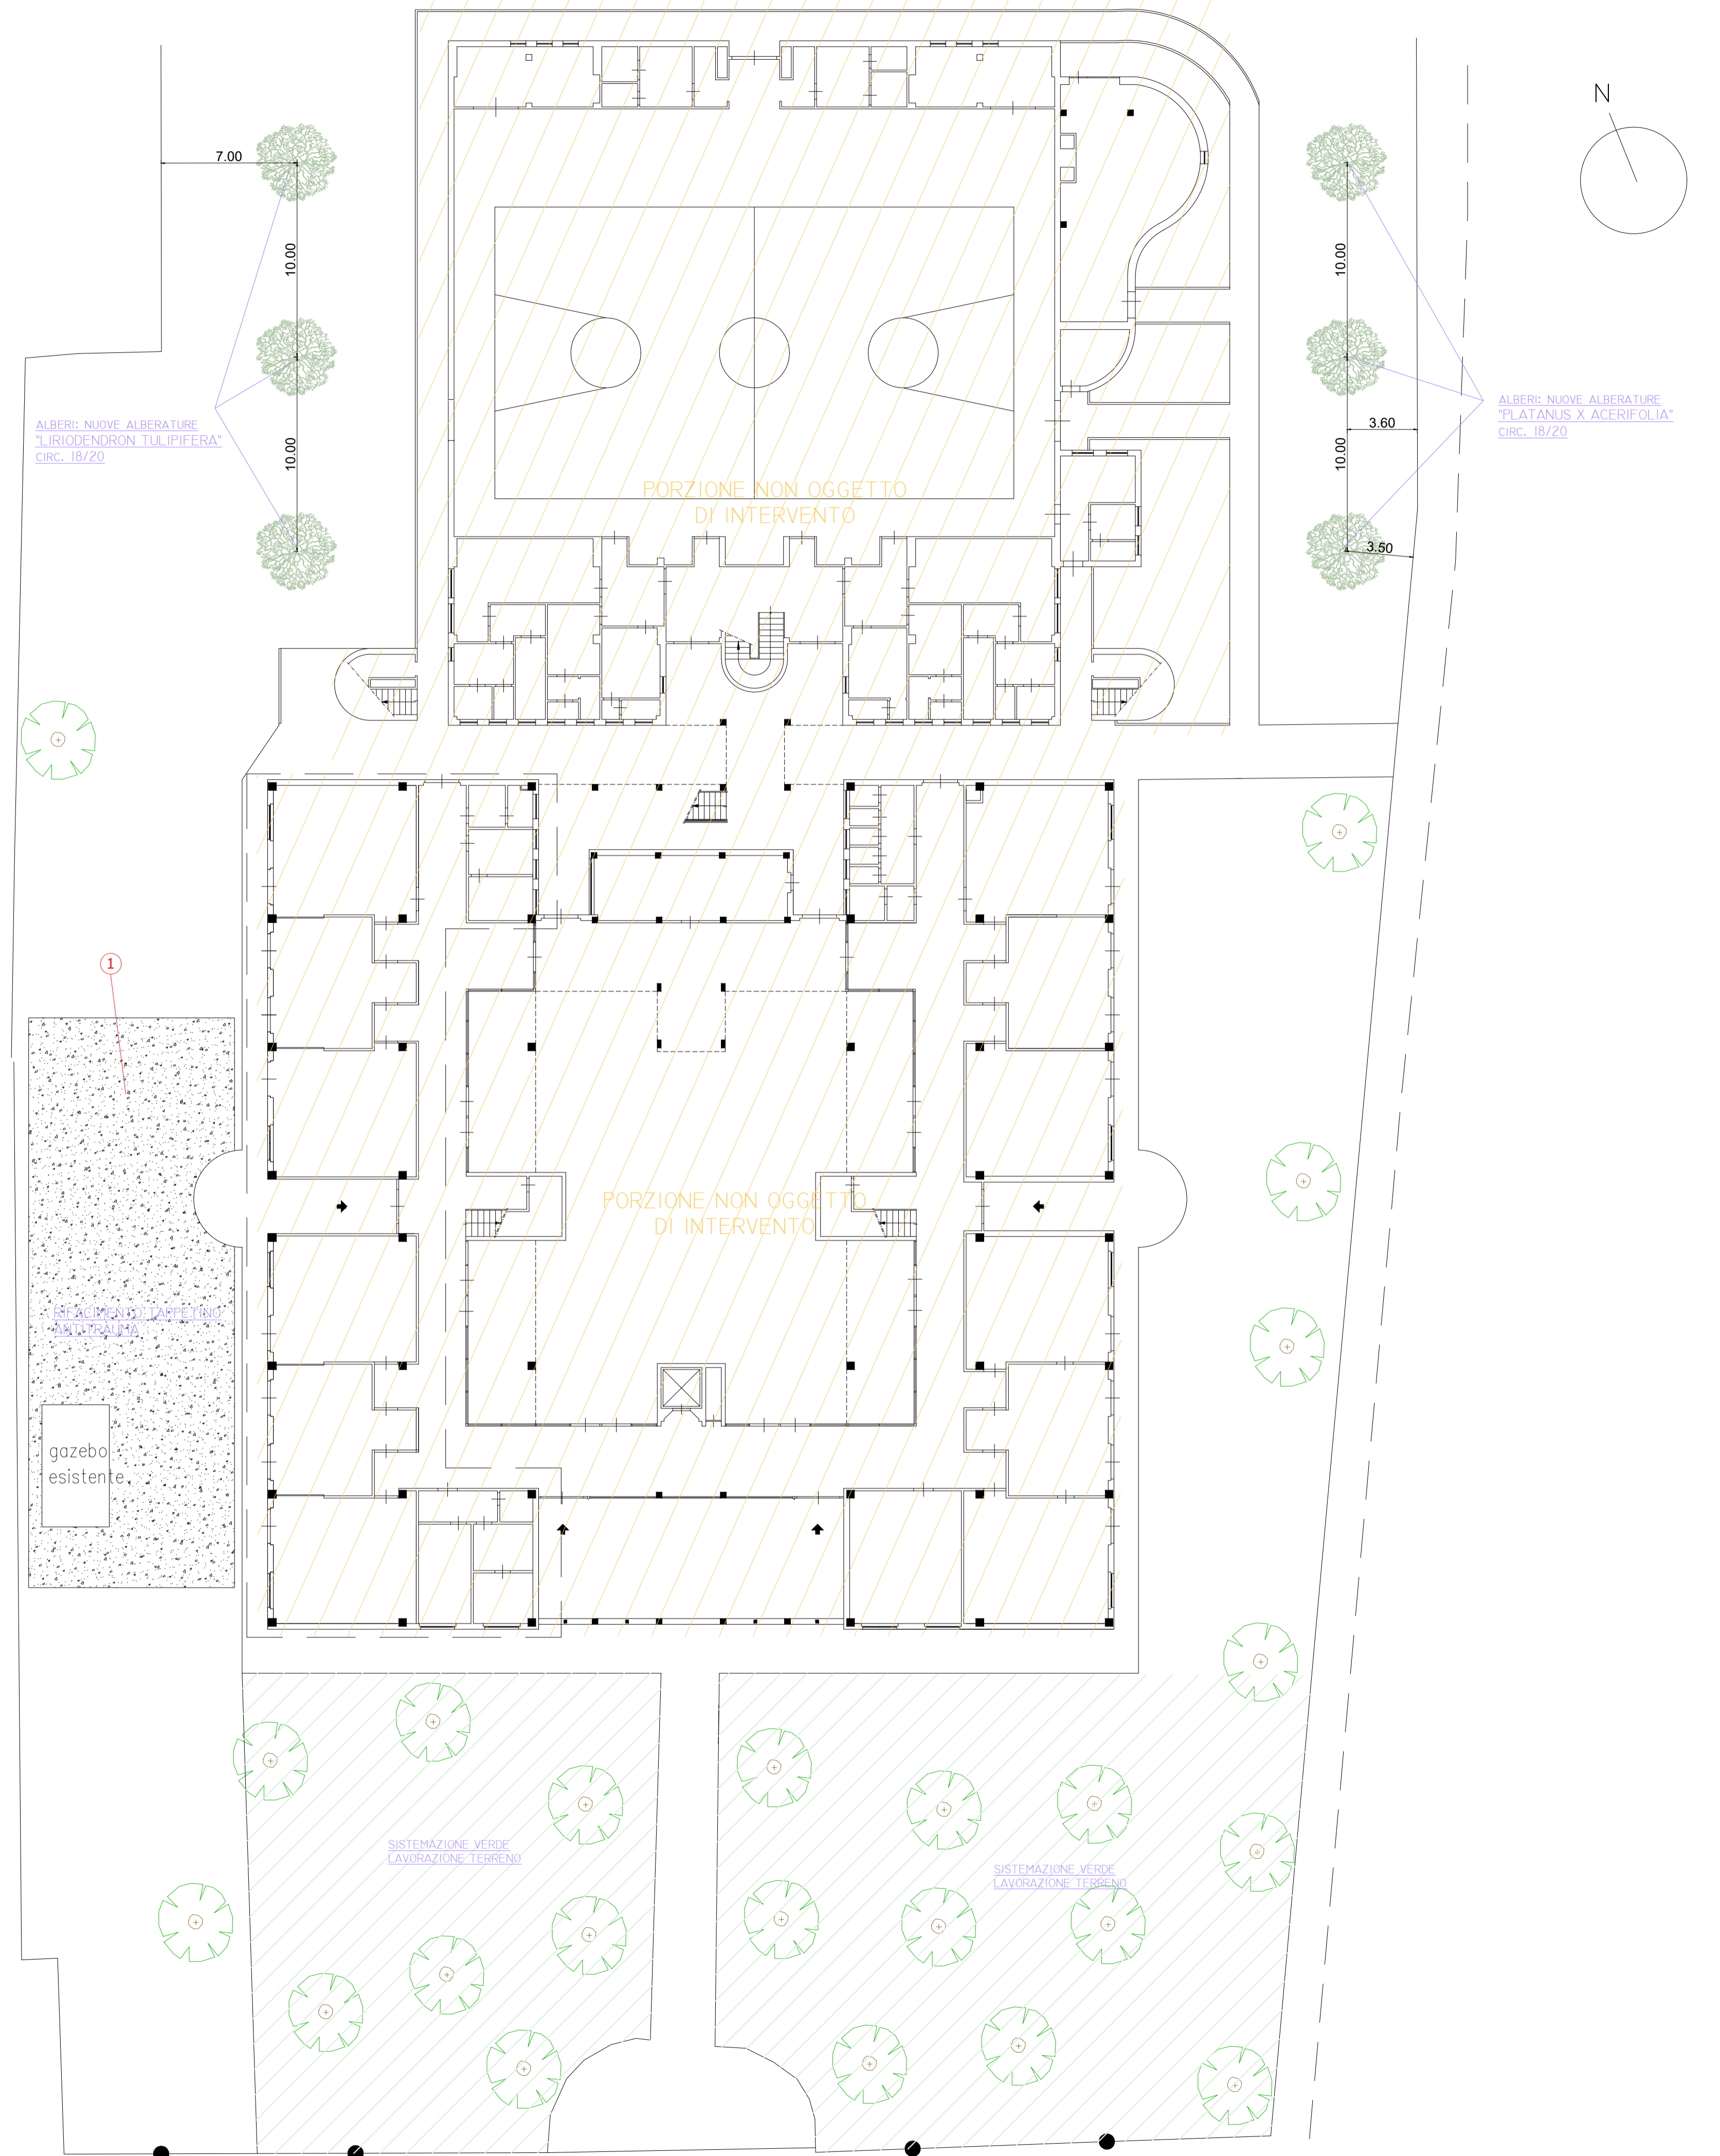 N
7.00
10.00
10.00
ALBERI: NUOVE ALBERATURE
"LIRIODENDRON TULIPIFERA"
CIRC. 18/20
10.00
3.60
10.00
3.50
ALBERI: NUOVE ALBERATURE
"PLATANUS X ACERIFOLIA"
CIRC. 18/20
PORZIONE NON OGGETTO
DI INTERVENTO
1
PORZIONE NON OGGETTO
DI INTERVENTO
RIFACIMENTO TAPPETINO
ANTITRAUMA
gazebo
esistente
SISTEMAZIONE VERDE
LAVORAZIONE TERRENO
SISTEMAZIONE VERDE
LAVORAZIONE TERRENO